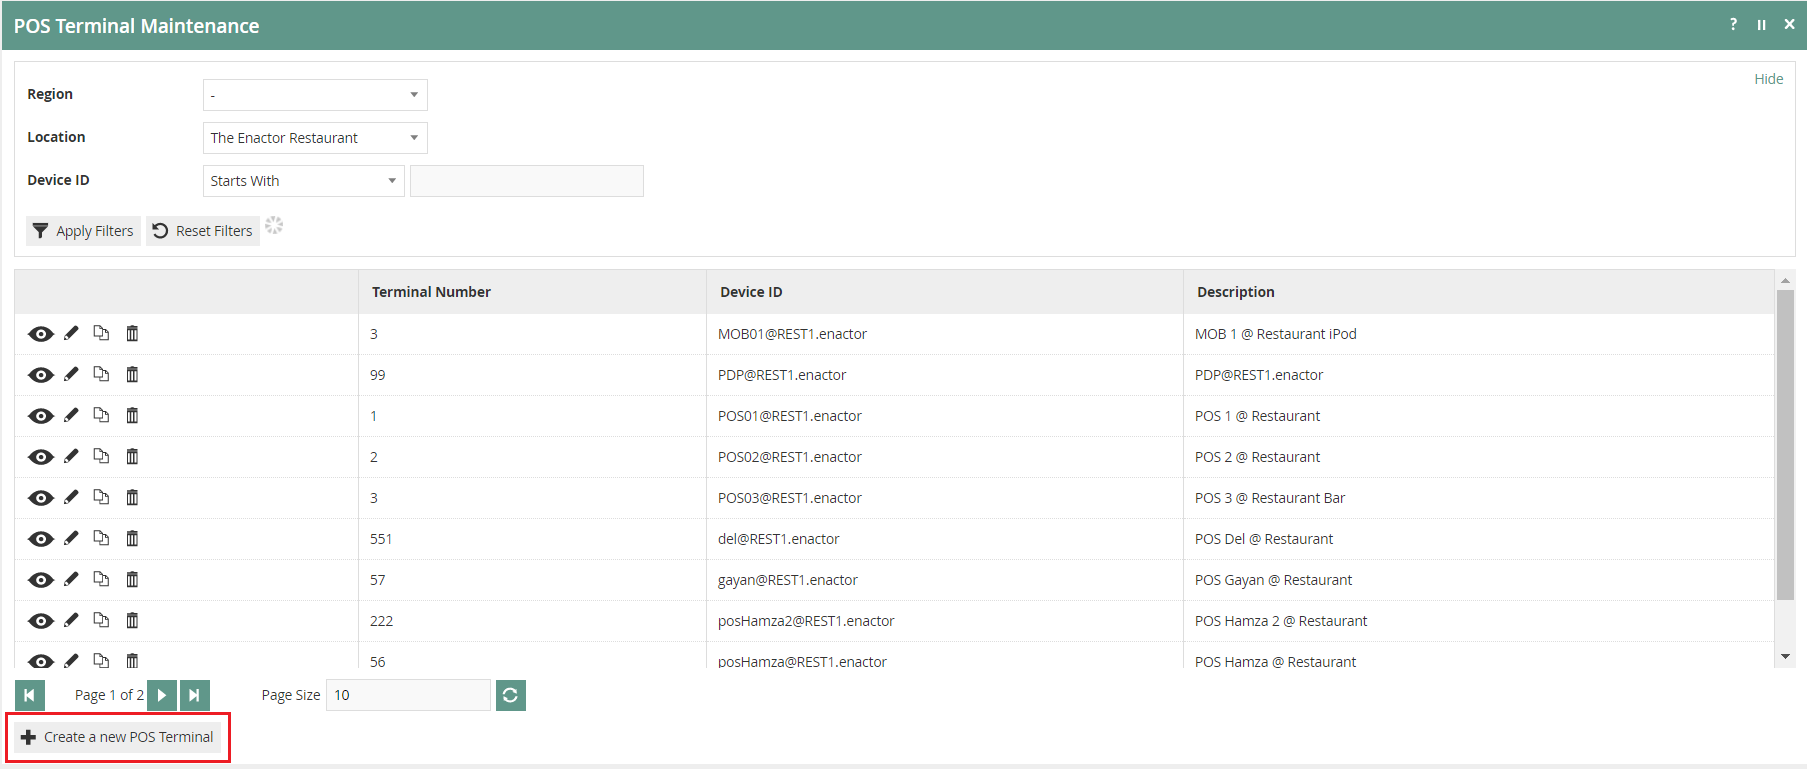 POS Terminal Maintenance ?
Hide
Region -
Location The Enactor Restaurant
Device ID Starts With
Apply Filters Reset Filters
Terminal Number Device ID Description
3 MOB01@REST1.enactor MOB 1 @ Restaurant iPod
99 PDP@REST1.enactor PDP@REST1.enactor
1 POS01@REST1.enactor POS 1 @ Restaurant
2 POS02@REST1.enactor POS 2 @ Restaurant
3 POS03@REST1.enactor POS 3 @ Restaurant Bar
551 del@REST1.enactor POS Del @ Restaurant
57 gayan@REST1.enactor POS Gayan @ Restaurant
222 posHamza2@REST1.enactor POS Hamza 2 @ Restaurant
56 posHamza@REST1.enactor POS Hamza @ Restaurant
Page 1 of 2 Page Size 10
Create a new POS Terminal